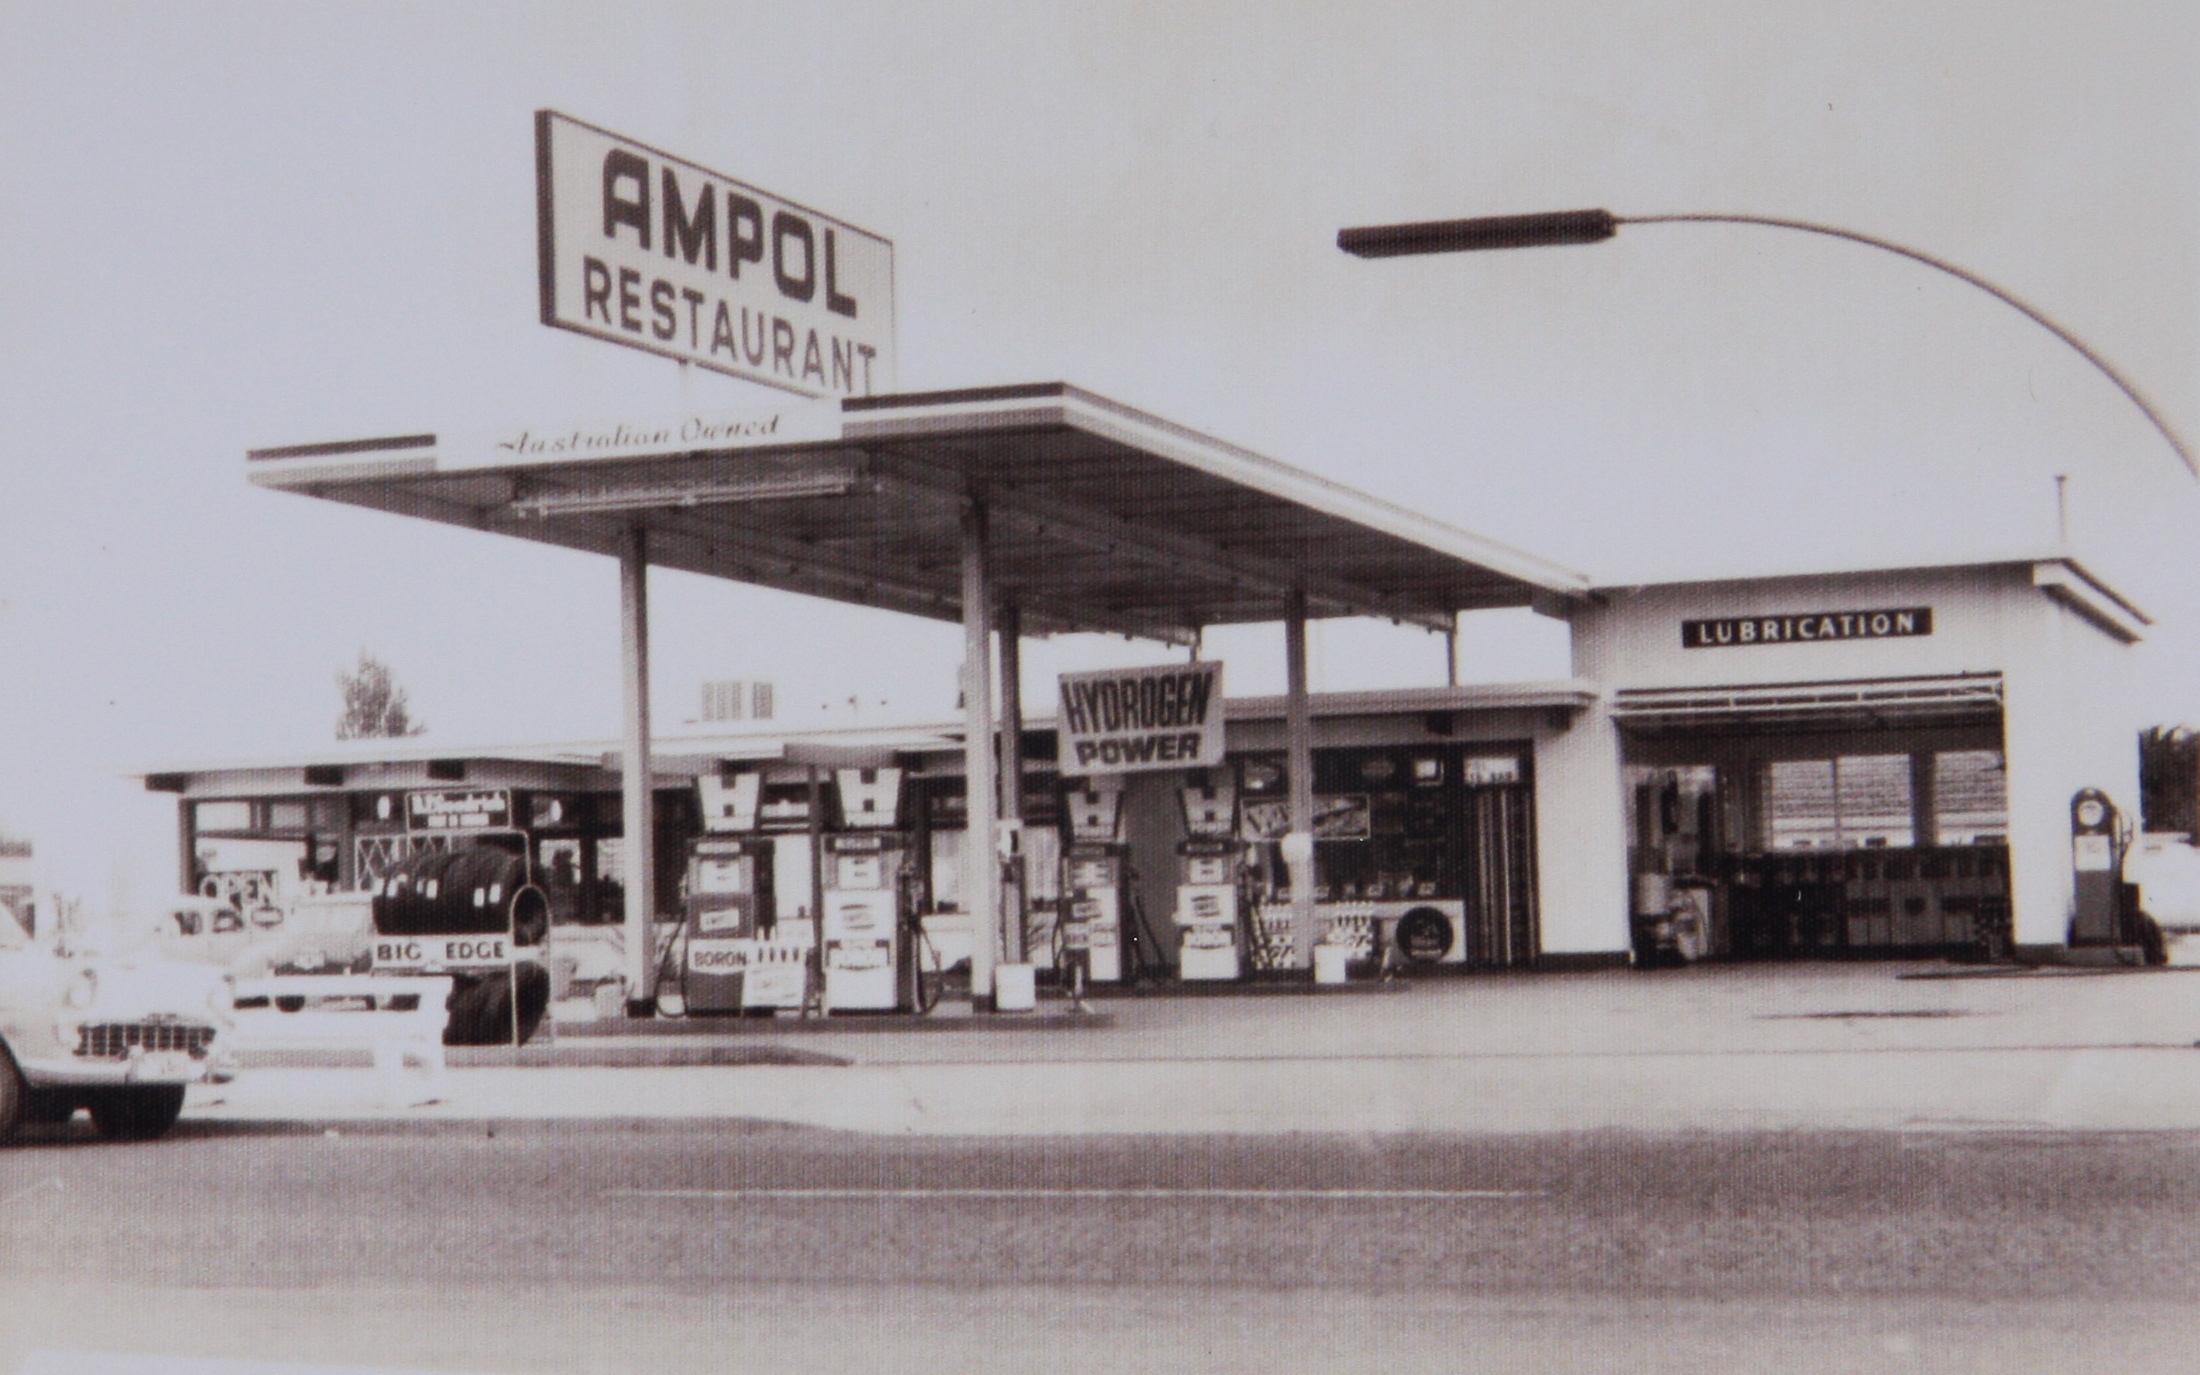 AMPOL
RESTAURANT
Australian Owned
LUBRICATION
HYDROGEN
POWER
OPEN
BIG EDGE
BORON